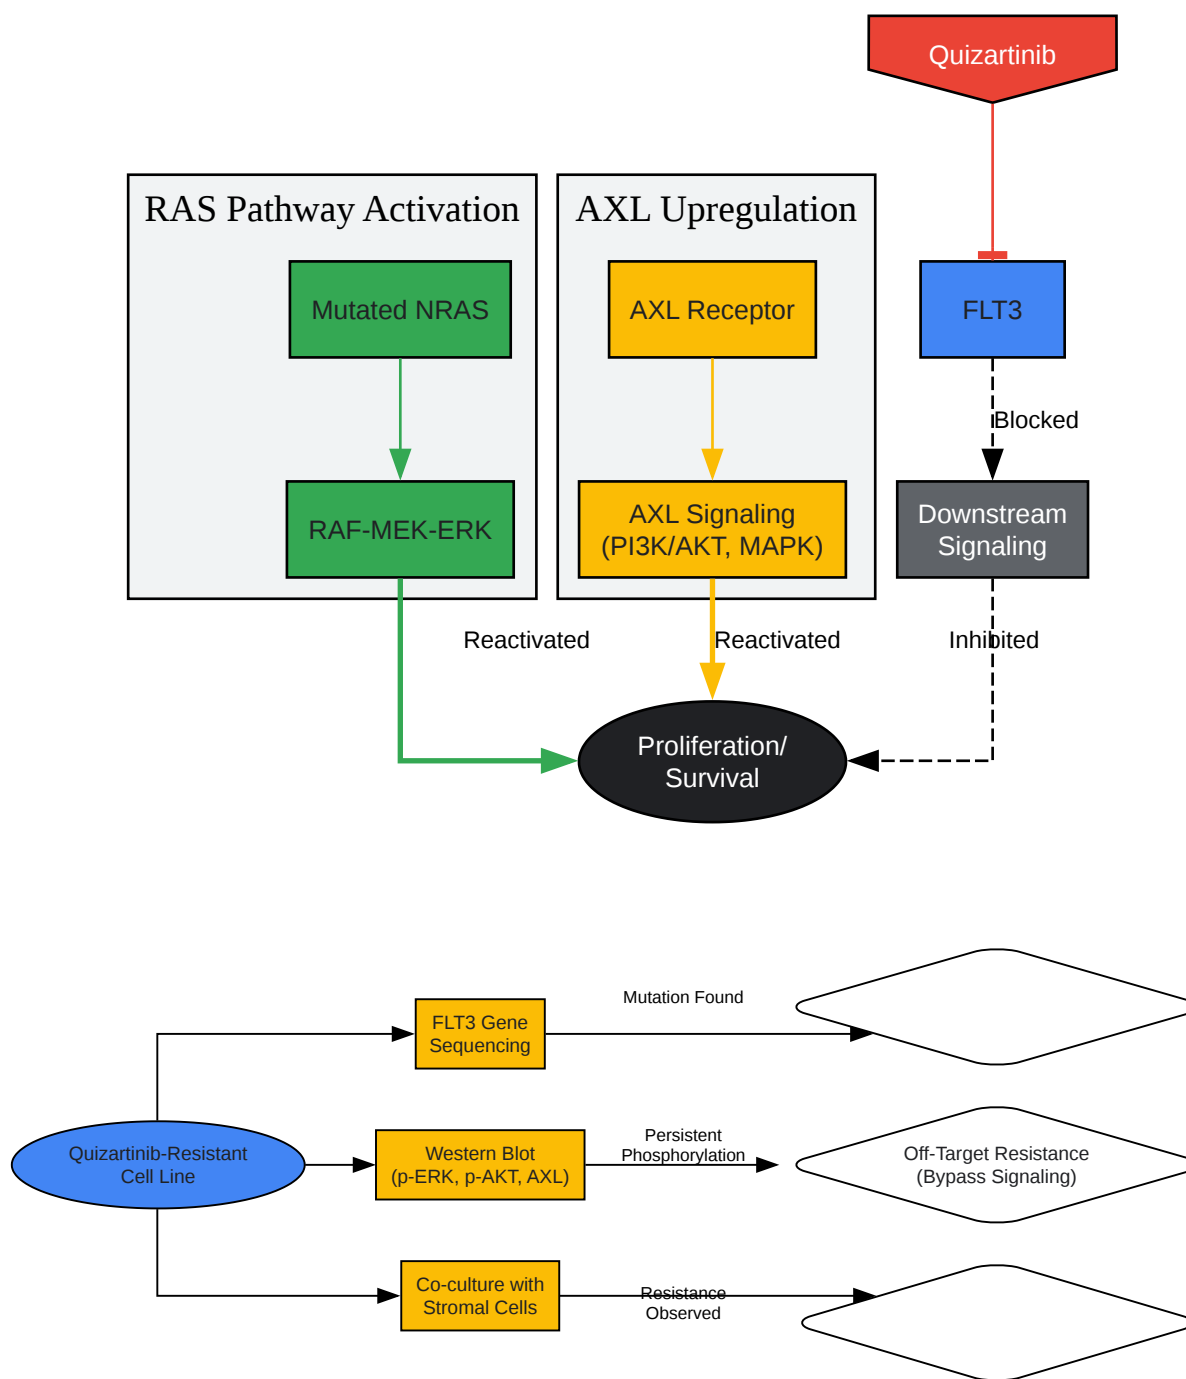 Quizartinib
RAS Pathway Activation
AXL Upregulation
Mutated NRAS
AXL Receptor
FLT3
Blocked
RAF-MEK-ERK
AXL Signaling
(PI3K/AKT, MAPK)
Downstream
Signaling
Reactivated
Reactivated
Inhibited
Proliferation/
Survival
Mutation Found
FLT3 Gene
Sequencing
Quizartinib-Resistant
Cell Line
Western Blot
(p-ERK, p-AKT, AXL)
Persistent
Phosphorylation
Off-Target Resistance
(Bypass Signaling)
Co-culture with
Stromal Cells
Resistance
Observed